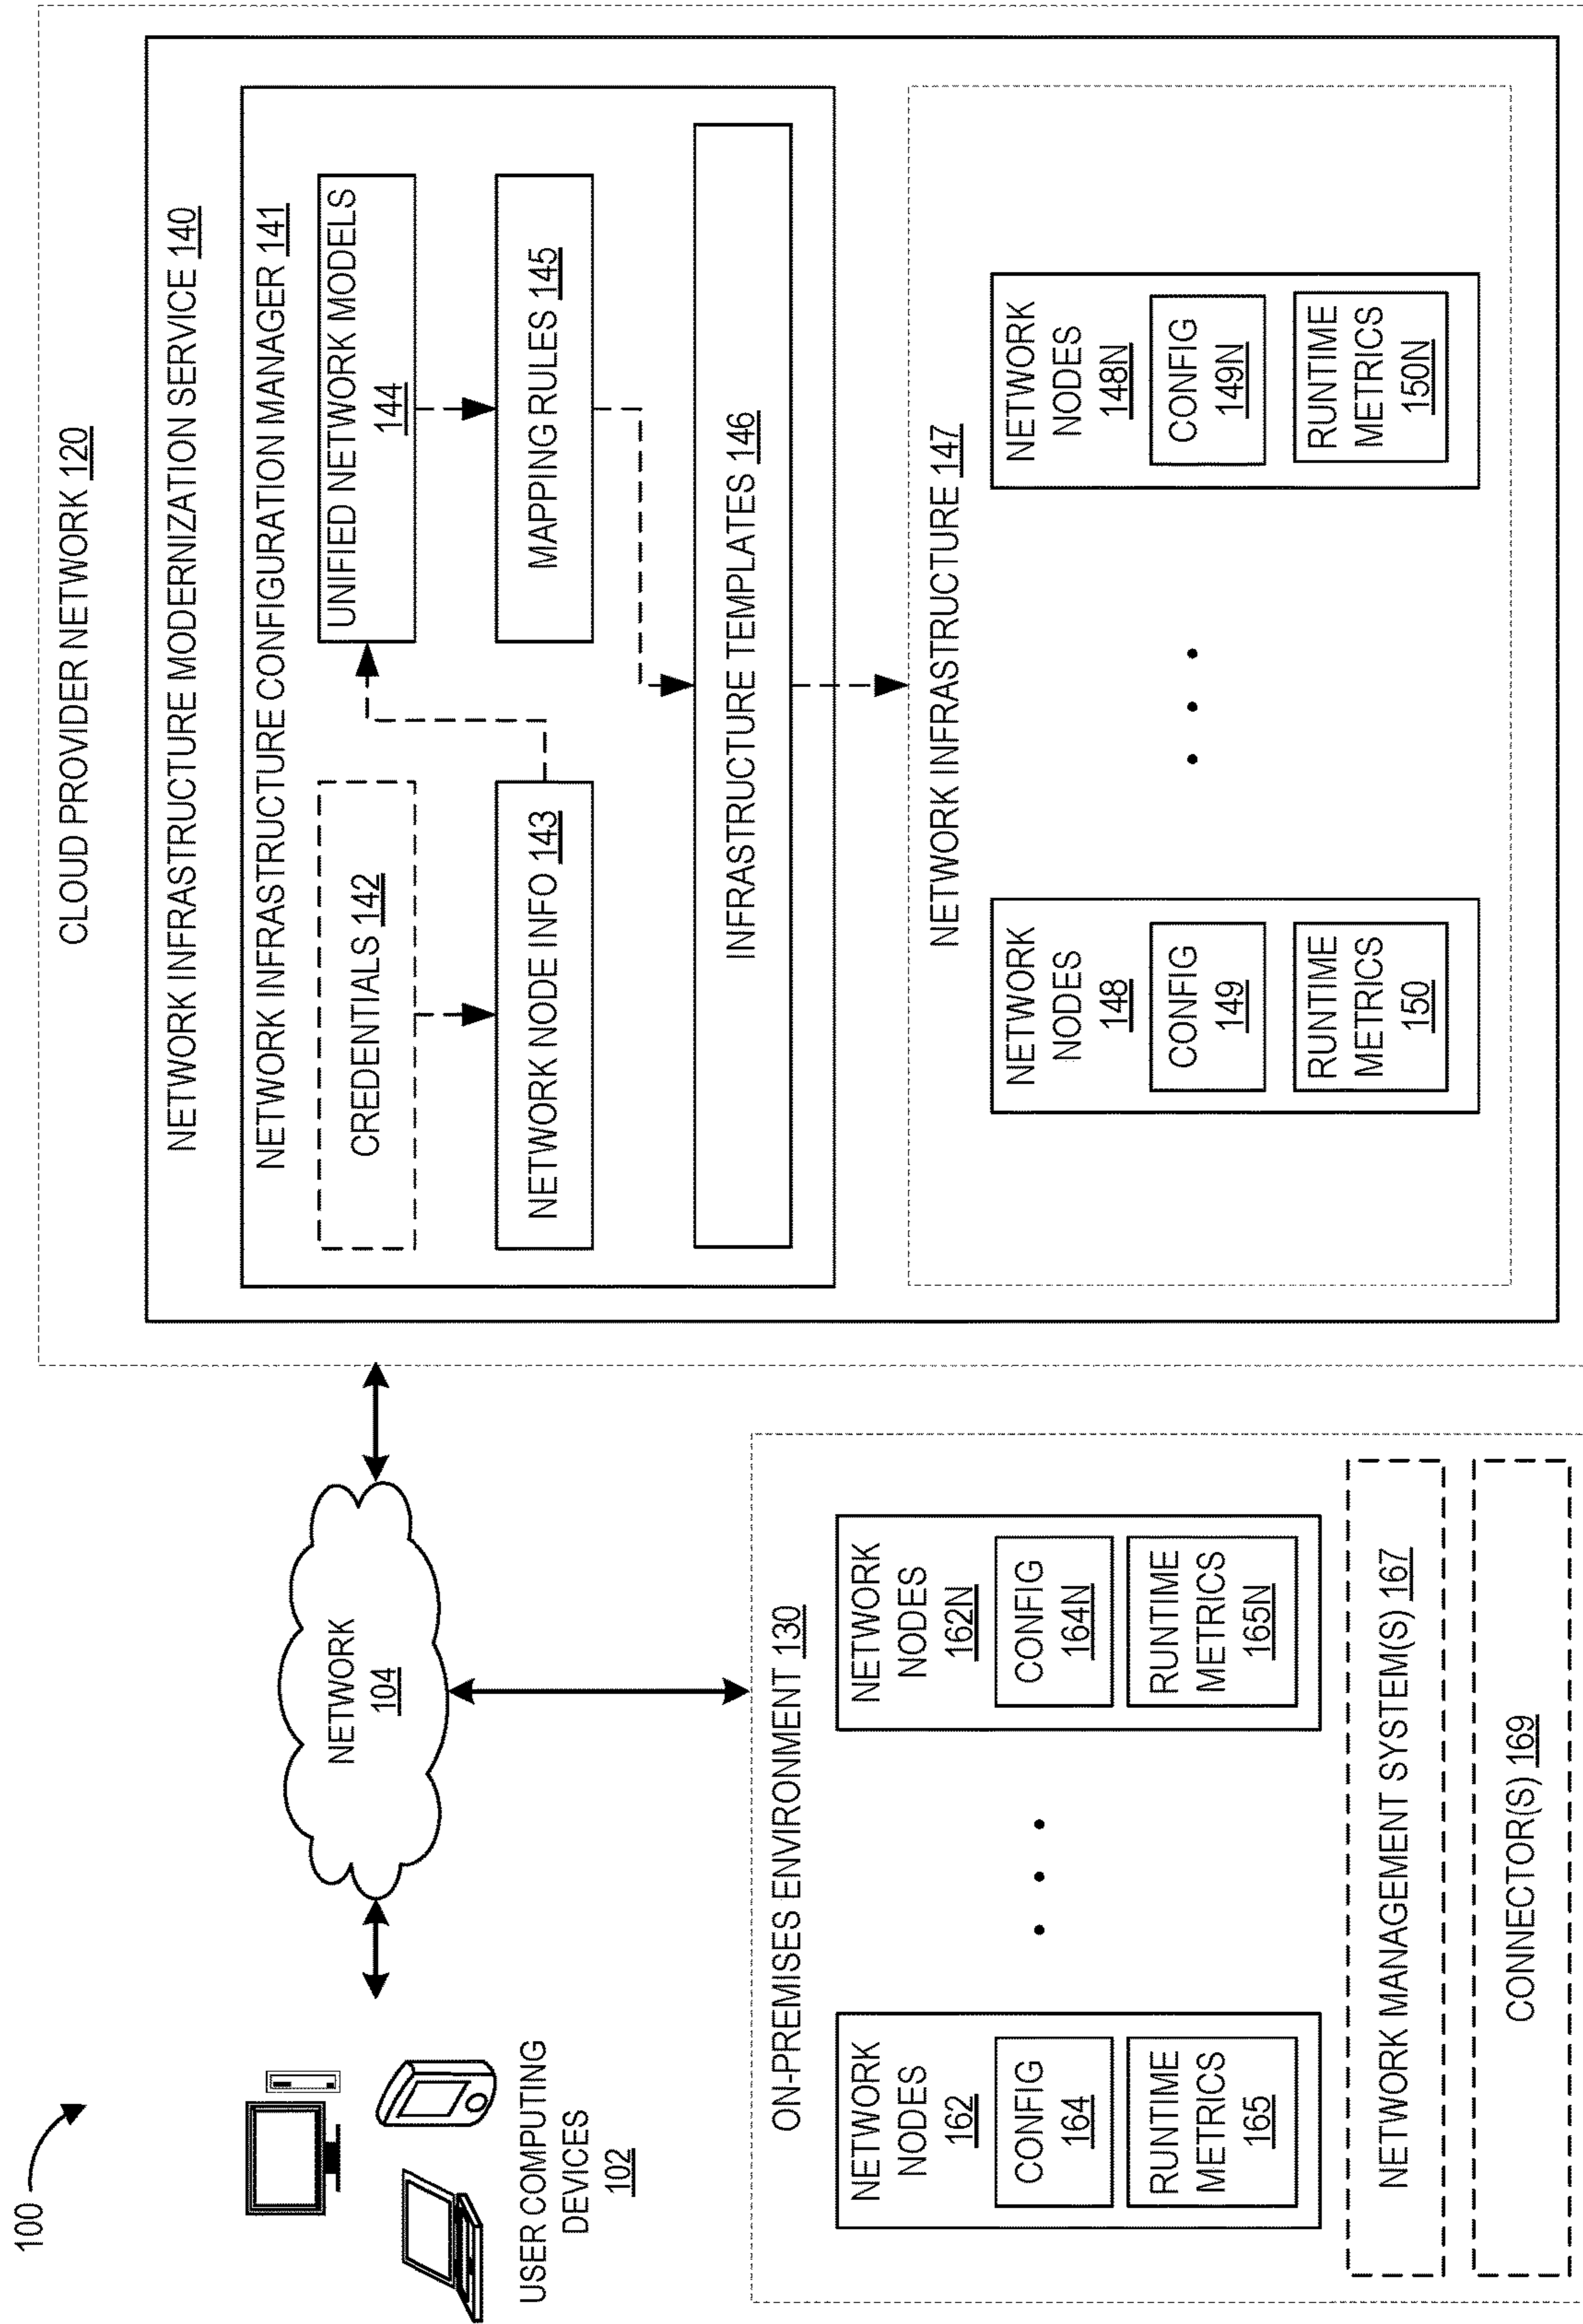 100
USER COMPUTING
DEVICES
102
NETWORK
104
ON-PREMISES ENVIRONMENT 130
NETWORK
NODES
162
CONFIG
164
RUNTIME
METRICS
165
NETWORK
NODES
162N
CONFIG
164N
RUNTIME
METRICS
165N
NETWORK MANAGEMENT SYSTEM(S) 167
CONNECTOR(S) 169
CLOUD PROVIDER NETWORK 120
NETWORK INFRASTRUCTURE MODERNIZATION SERVICE 140
NETWORK INFRASTRUCTURE CONFIGURATION MANAGER 141
CREDENTIALS 142
NETWORK NODE INFO 143
UNIFIED NETWORK MODELS
144
MAPPING RULES 145
INFRASTRUCTURE TEMPLATES 146
NETWORK INFRASTRUCTURE 147
NETWORK
NODES
148
CONFIG
149
RUNTIME
METRICS
150
NETWORK
NODES
148N
CONFIG
149N
RUNTIME
METRICS
150N